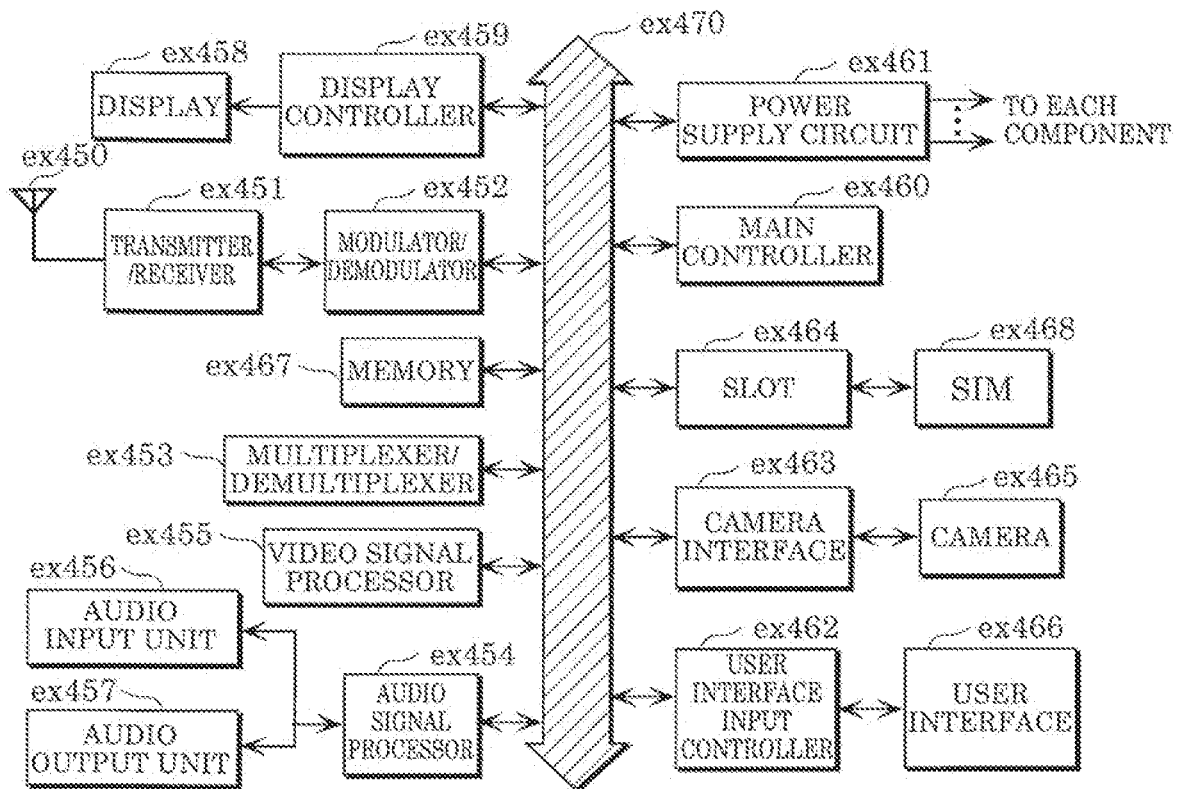 ex458
ex459
ex470
ex461
DISPLAY
DISPLAY
CONTROLLER
POWER
SUPPLY CIRCUIT
TO EACH
COMPONENT
ex450
ex451
ex452
ex460
TRANSMITTER
/RECEIVER
MODULATOR/
DEMODULATOR
MAIN
CONTROLLER
ex467
MEMORY
ex464
ex468
SLOT
SIM
ex453
MULTIPLEXER/
DEMULTIPLEXER
ex463
ex465
CAMERA
INTERFACE
CAMERA
ex455
VIDEO SIGNAL
PROCESSOR
ex456
AUDIO
INPUT UNIT
ex454
ex462
ex466
ex457
AUDIO
OUTPUT UNIT
AUDIO
SIGNAL
PROCESSOR
USER
INTERFACE
INPUT
CONTROLLER
USER
INTERFACE